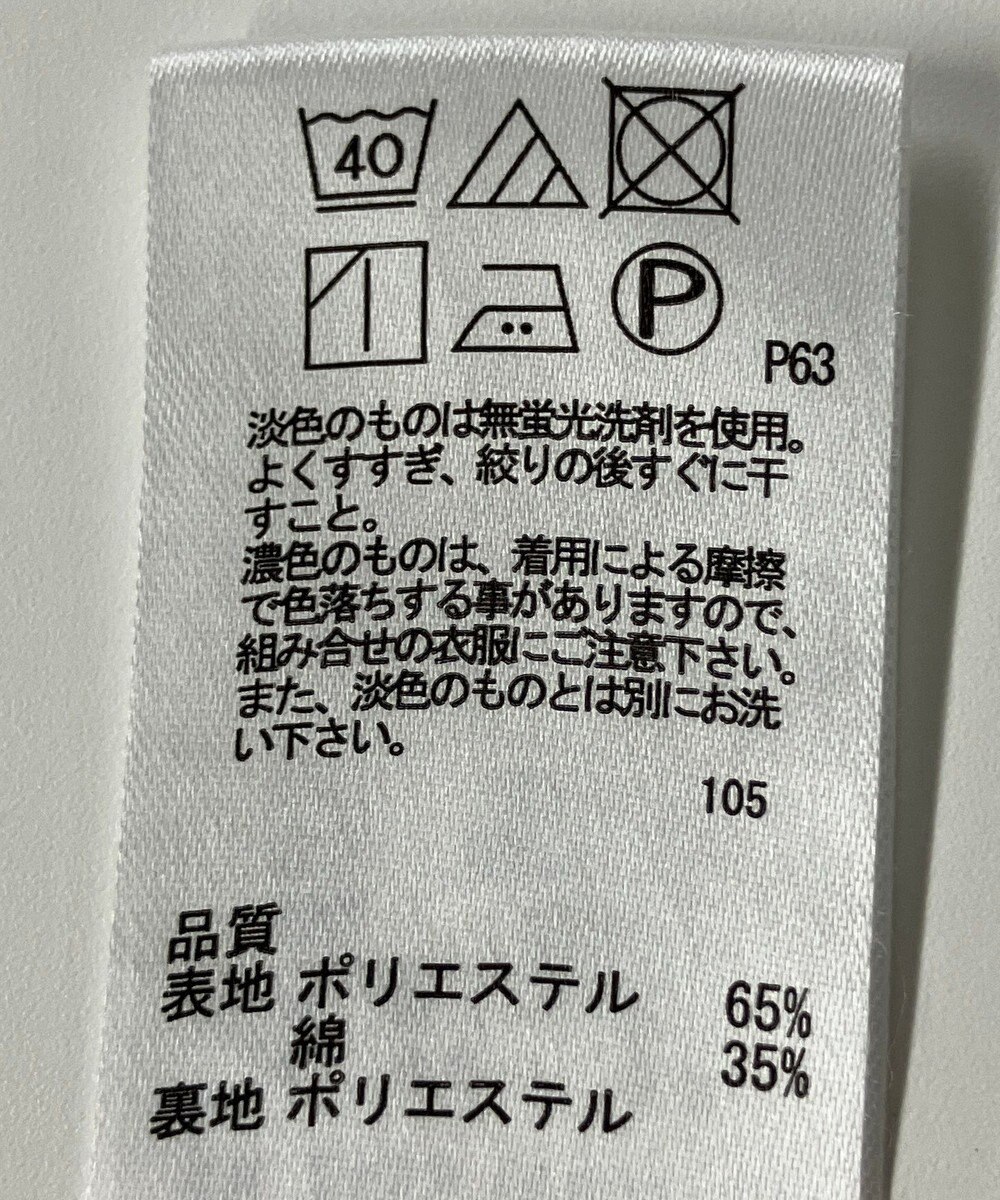 40
P
P63
淡色のものは無蛍光洗剤を使用。
よくすすぎ、絞りの後すぐに干
すこと。
濃色のものは、着用による摩擦
で色落ちする事がありますので、
組み合せの衣服にご注意下さい。
また、淡色のものとは別にお洗
い下さい。
105
品質
表地 ポリエステル 65%
綿 35%
裏地 ポリエステル